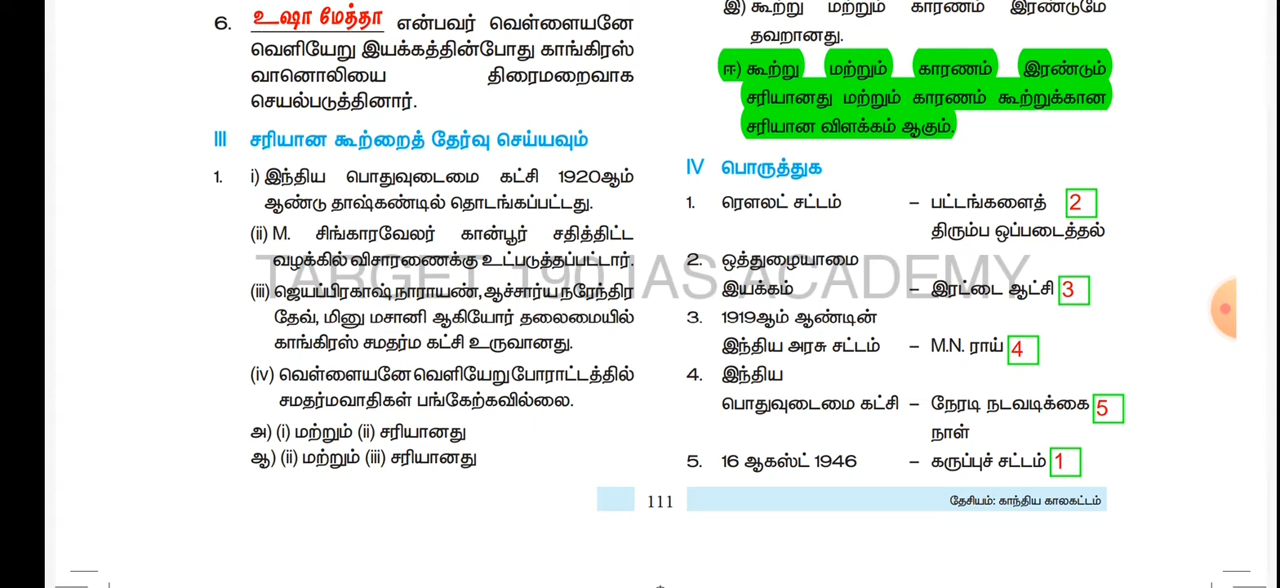 6. உஷா மேத்தா என்பவர் வெள்ளையனே
வெளியேறு இயக்கத்தின்போது காங்கிரஸ்
வானொலியை திரைமறைவாக
செயல்படுத்தினார்.
III சரியான கூற்றைத் தேர்வு செய்யவும்
1. i) இந்திய பொதுவுடைமை கட்சி 1920ஆம்
ஆண்டு தாஷ்கண்டில் தொடங்கப்பட்டது.
(ii) M. சிங்காரவேலர் கான்பூர் சதித்திட்ட
வழக்கில் விசாரணைக்கு உட்படுத்தப்பட்டார்.
(iii) ஜெயப்பிரகாஷ் நாராயண், ஆச்சார்ய நரேந்திர
தேவ், மினு மசானி ஆகியோர் தலைமையில்
காங்கிரஸ் சமதர்ம கட்சி உருவானது.
(iv) வெள்ளையனே வெளியேறு போராட்டத்தில்
சமதர்மவாதிகள் பங்கேற்கவில்லை.
அ) (i) மற்றும் (ii) சரியானது
ஆ) (ii) மற்றும் (iii) சரியானது
இ) கூற்று மற்றும் காரணம் இரண்டுமே
தவறானது.
ஈ) கூற்று மற்றும் காரணம் இரண்டும்
சரியானது மற்றும் காரணம் கூற்றுக்கான
சரியான விளக்கம் ஆகும்.
IV பொருத்துக
1. ரௌலட் சட்டம் – பட்டங்களைத் 2
திரும்ப ஒப்படைத்தல்
2. ஒத்துழையாமை
இயக்கம் – இரட்டை ஆட்சி 3
3. 1919ஆம் ஆண்டின்
இந்திய அரசு சட்டம் – M.N. ராய் 4
4. இந்திய
பொதுவுடைமை கட்சி – நேரடி நடவடிக்கை 5
நாள்
5. 16 ஆகஸ்ட் 1946 – கருப்புச் சட்டம் 1
TARGET 190 IAS ACADEMY
111 தேசியம்: காந்திய காலகட்டம்